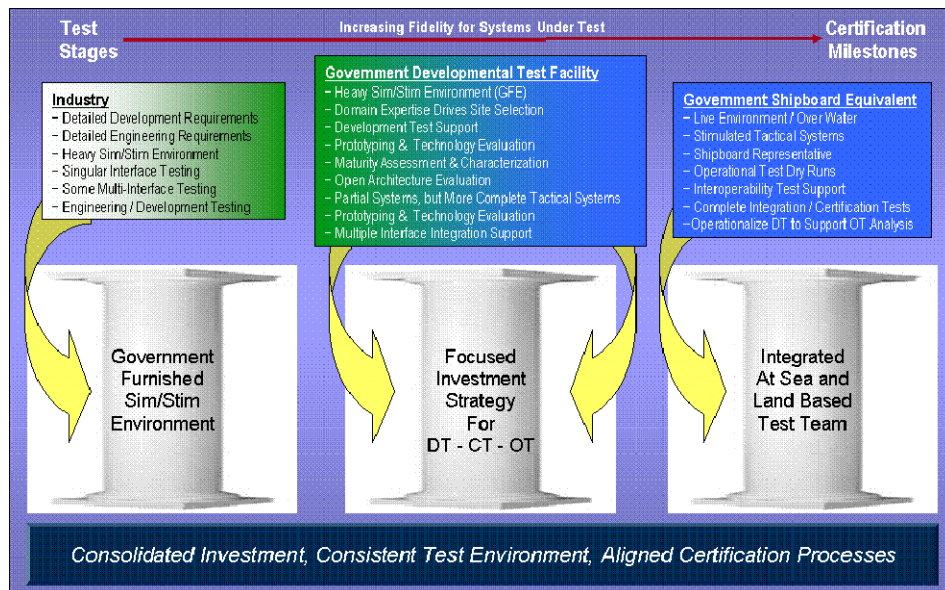 Test
Stages
Increasing Fidelity for Systems Under Test
Certification
Milestones
Industry
– Detailed Development Requirements
– Detailed Engineering Requirements
– Heavy Sim/Stim Environment
– Singular Interface Testing
– Some Multi-Interface Testing
– Engineering / Development Testing
Government Developmental Test Facility
– Heavy Sim/Stim Environment (GFE)
– Domain Expertise Drives Site Selection
– Development Test Support
– Prototyping & Technology Evaluation
– Maturity Assessment & Characterization
– Open Architecture Evaluation
– Partial Systems, but More Complete Tactical Systems
– Prototyping & Technology Evaluation
– Multiple Interface Integration Support
Government Shipboard Equivalent
– Live Environment / Over Water
– Stimulated Tactical Systems
– Shipboard Representative
– Operational Test Dry Runs
– Interoperability Test Support
– Complete Integration / Certification Tests
–Operationalize DT to Support OT Analysis
Government
Furnished
Sim/Stim
Environment
Focused
Investment
Strategy
For
DT - CT - OT
Integrated
At Sea and
Land Based
Test Team
Consolidated Investment, Consistent Test Environment, Aligned Certification Processes